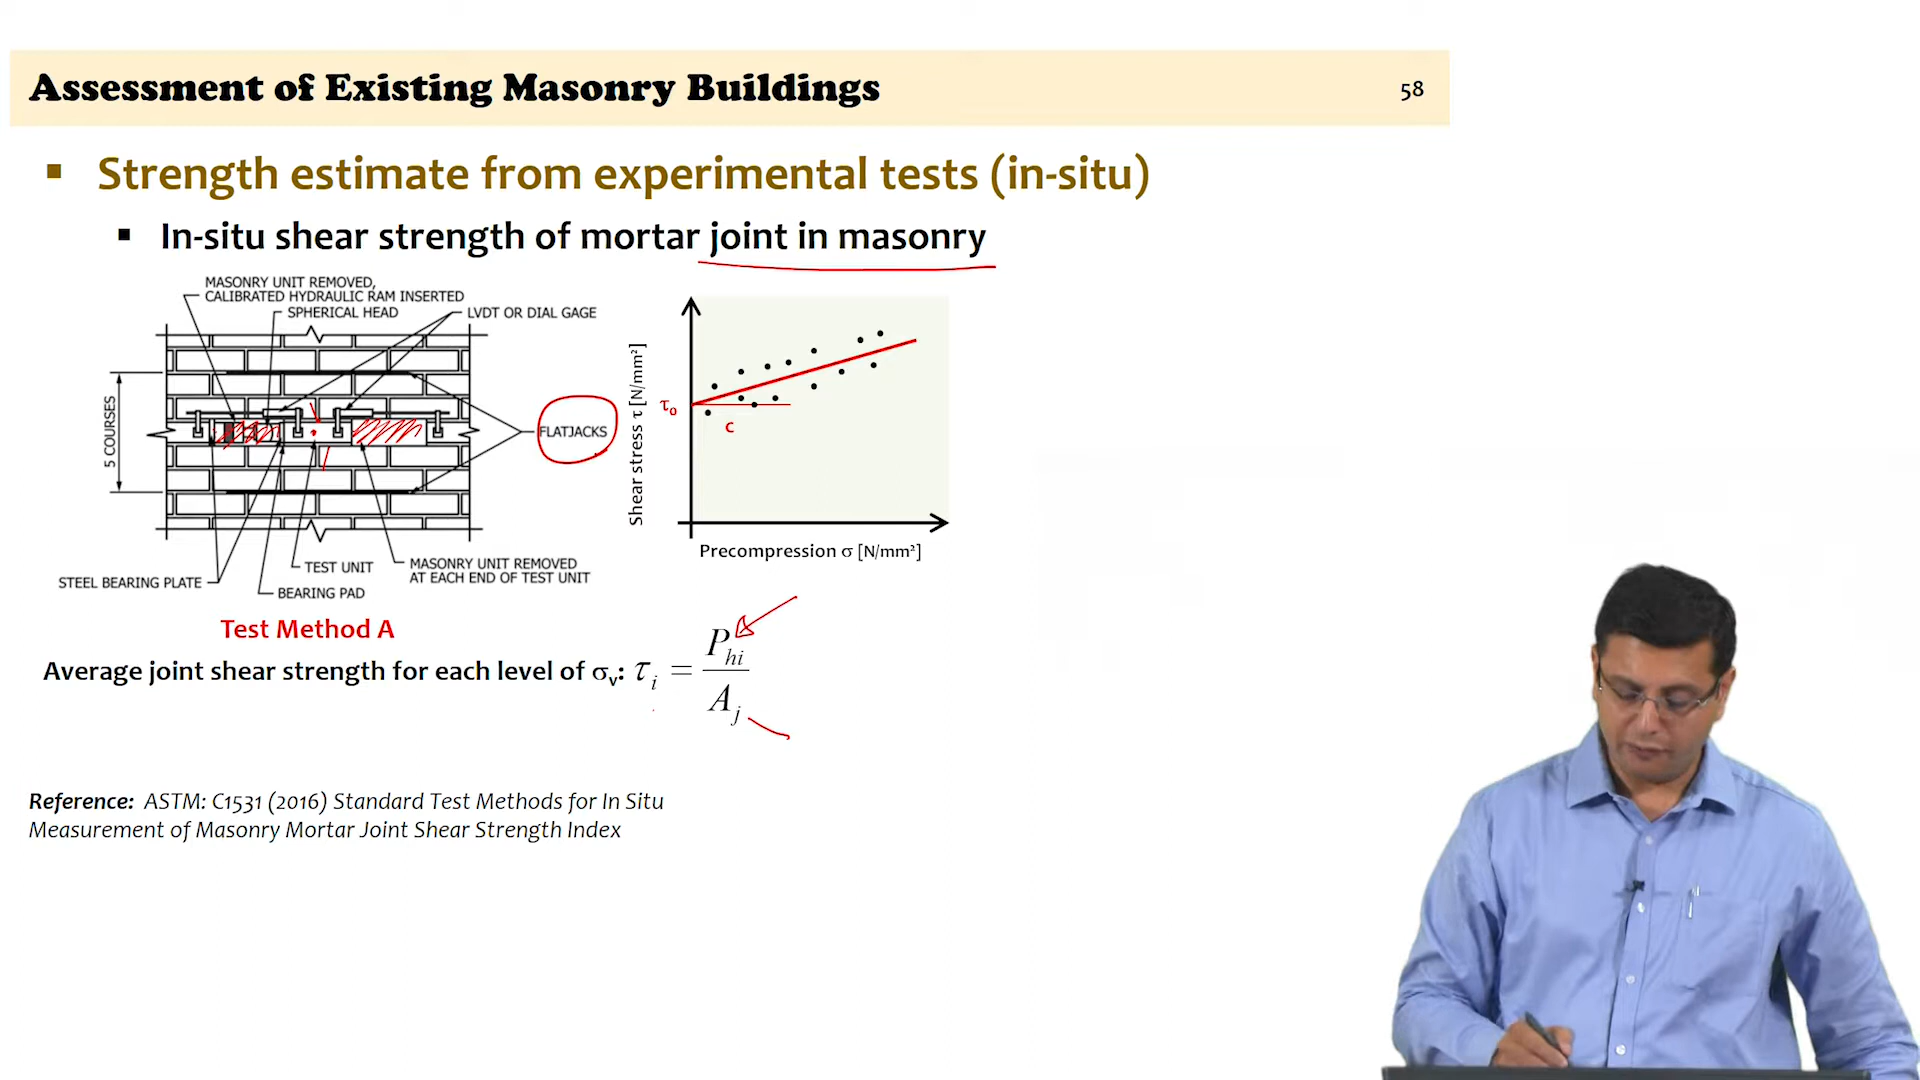 Assessment of Existing Masonry Buildings
58
Strength estimate from experimental tests (in-situ)
In-situ shear strength of mortar joint in masonry
MASONRY UNIT REMOVED,
CALIBRATED HYDRAULIC RAM INSERTED
SPHERICAL HEAD
LVDT OR DIAL GAGE
5 COURSES
FLATJACKS
STEEL BEARING PLATE
TEST UNIT
BEARING PAD
MASONRY UNIT REMOVED
AT EACH END OF TEST UNIT
Shear stress τ [N/mm²]
τ₀
c
Precompression σ [N/mm²]
Test Method A
Average joint shear strength for each level of σᵥ: τ_i = P_hi / A_j
Reference: ASTM: C1531 (2016) Standard Test Methods for In Situ
Measurement of Masonry Mortar Joint Shear Strength Index